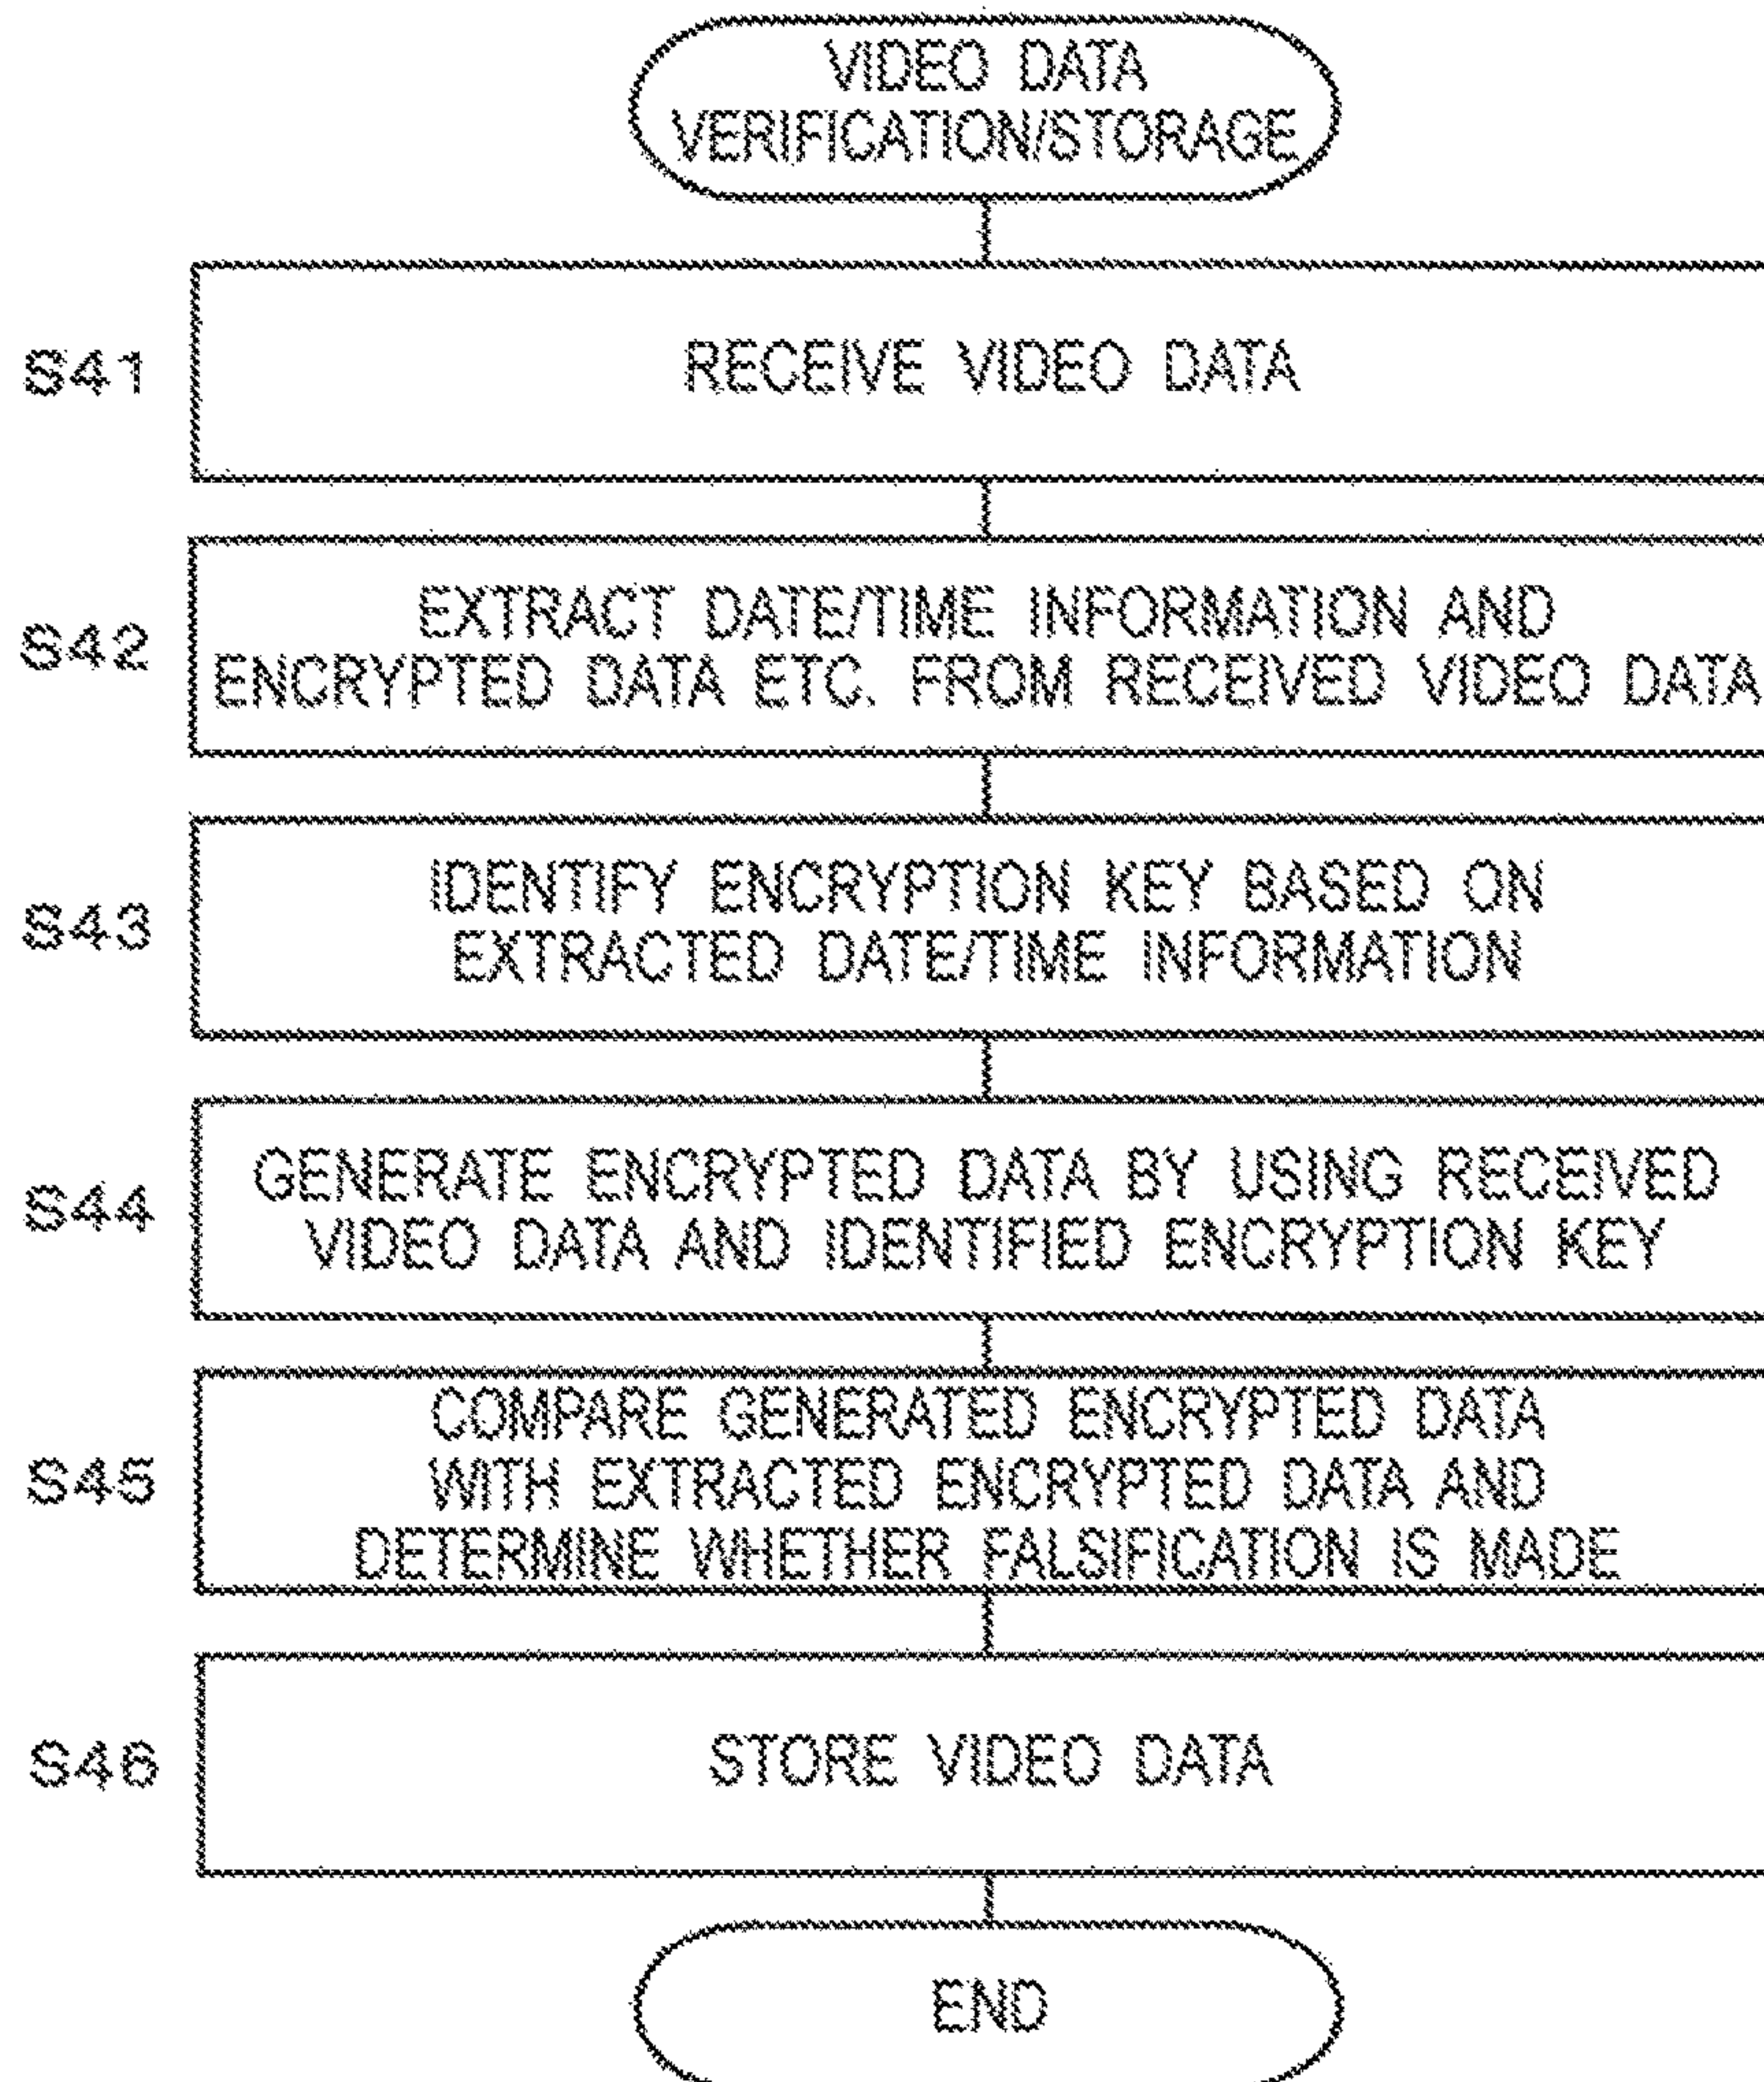 VIDEO DATA
VERIFICATION/STORAGE
S41
RECEIVE VIDEO DATA
S42
EXTRACT DATE/TIME INFORMATION AND
ENCRYPTED DATA ETC. FROM RECEIVED VIDEO DATA
S43
IDENTIFY ENCRYPTION KEY BASED ON
EXTRACTED DATE/TIME INFORMATION
S44
GENERATE ENCRYPTED DATA BY USING RECEIVED
VIDEO DATA AND IDENTIFIED ENCRYPTION KEY
S45
COMPARE GENERATED ENCRYPTED DATA
WITH EXTRACTED ENCRYPTED DATA AND
DETERMINE WHETHER FALSIFICATION IS MADE
S46
STORE VIDEO DATA
END